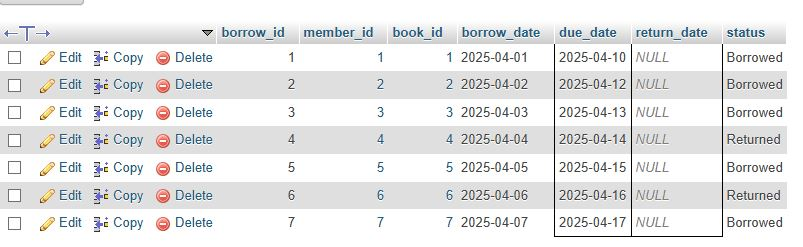 borrow_id member_id book_id borrow_date due_date return_date status
Edit Copy Delete 1 1 1 2025-04-01 2025-04-10 NULL Borrowed
Edit Copy Delete 2 2 2 2025-04-02 2025-04-12 NULL Borrowed
Edit Copy Delete 3 3 3 2025-04-03 2025-04-13 NULL Borrowed
Edit Copy Delete 4 4 4 2025-04-04 2025-04-14 NULL Returned
Edit Copy Delete 5 5 5 2025-04-05 2025-04-15 NULL Borrowed
Edit Copy Delete 6 6 6 2025-04-06 2025-04-16 NULL Returned
Edit Copy Delete 7 7 7 2025-04-07 2025-04-17 NULL Borrowed